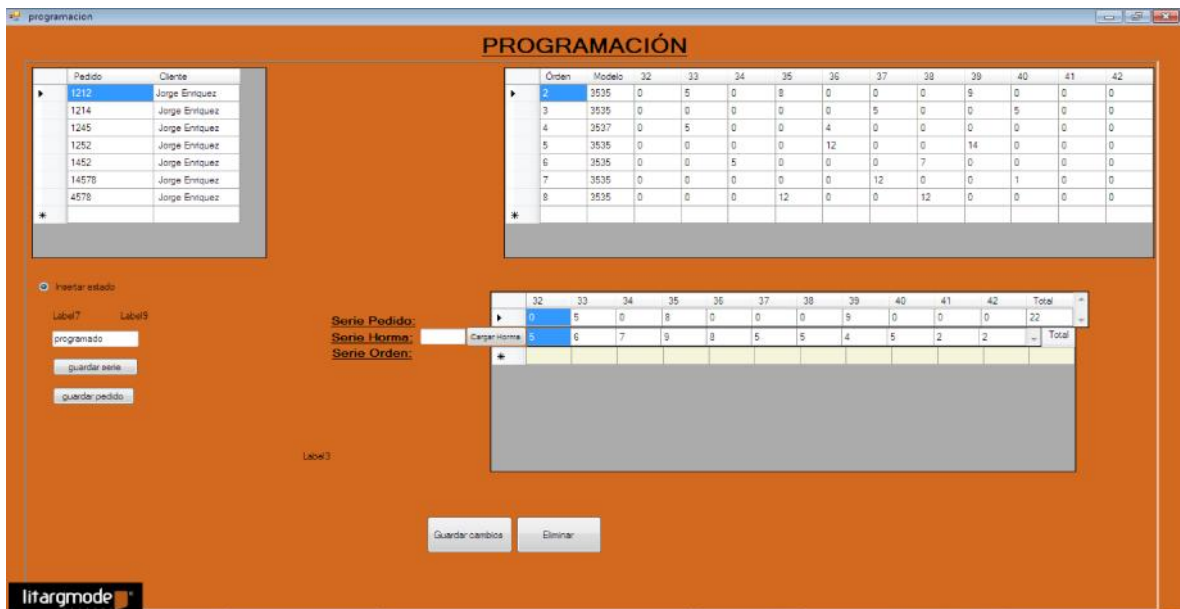 programacion
PROGRAMACIÓN
Pedido Cliente
1212 Jorge Enriquez
1214 Jorge Enriquez
1245 Jorge Enriquez
1252 Jorge Enriquez
1452 Jorge Enriquez
14578 Jorge Enriquez
4578 Jorge Enriquez
*
Órden Modelo 32 33 34 35 36 37 38 39 40 41 42
2 3535 0 5 0 8 0 0 0 9 0 0 0
3 3535 0 0 0 0 0 5 0 0 5 0 0
4 3537 0 5 0 0 4 0 0 0 0 0 0
5 3535 0 0 0 0 12 0 0 14 0 0 0
6 3535 0 0 5 0 0 0 7 0 0 0 0
7 3535 0 0 0 0 0 12 0 0 1 0 0
8 3535 0 0 0 12 0 0 12 0 0 0 0
*
Insertar estado
Label7 Label9
programado
guardar serie
guardar pedido
32 33 34 35 36 37 38 39 40 41 42 Total
Serie Pedido: 0 5 0 8 0 0 0 9 0 0 0 22
Serie Horma: Cargar Horma 5 6 7 9 8 5 5 4 5 2 2 Total
Serie Orden: *
Label3
Guardar cambios Eliminar
litargmode